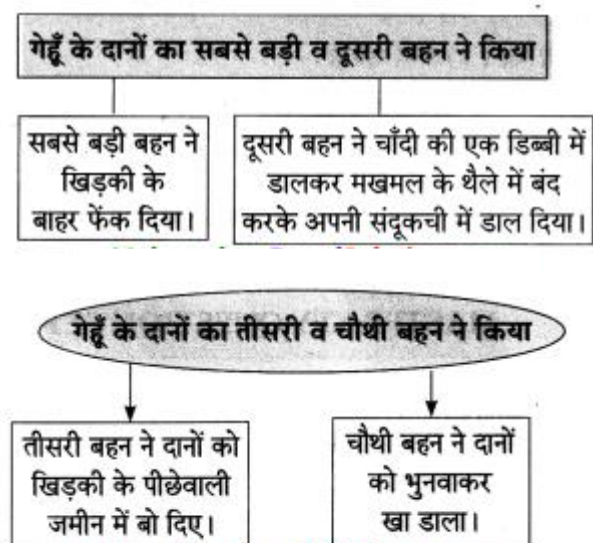 गेहूँ के दानों का सबसे बड़ी व दूसरी बहन ने किया
सबसे बड़ी बहन ने
खिड़की के
बाहर फेंक दिया।
दूसरी बहन ने चाँदी की एक डिब्बी में
डालकर मखमल के थैले में बंद
करके अपनी संदूकची में डाल दिया।
गेहूँ के दानों का तीसरी व चौथी बहन ने किया
तीसरी बहन ने दानों को
खिड़की के पीछेवाली
जमीन में बो दिए।
चौथी बहन ने दानों
को भुनवाकर
खा डाला।